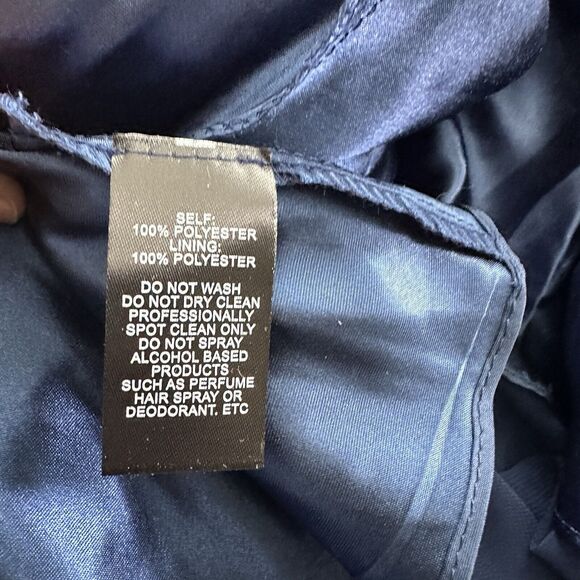 SELF:
100% POLYESTER
LINING:
100% POLYESTER
DO NOT WASH
DO NOT DRY CLEAN
PROFESSIONALLY
SPOT CLEAN ONLY
DO NOT SPRAY
ALCOHOL BASED
PRODUCTS
SUCH AS PERFUME
HAIR SPRAY OR
DEODORANT. ETC